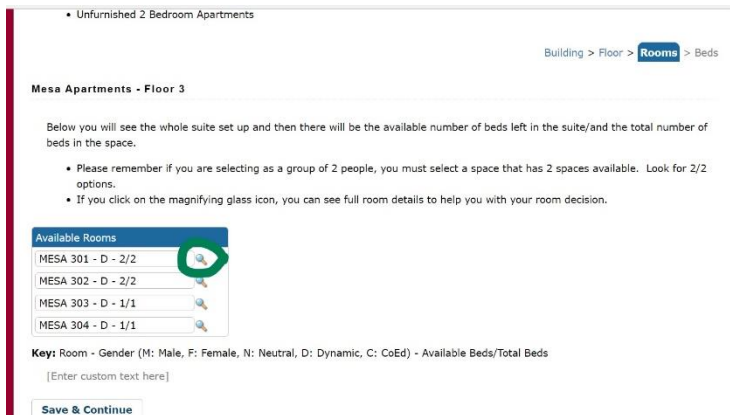 • Unfurnished 2 Bedroom Apartments
Building > Floor > Rooms > Beds
Mesa Apartments - Floor 3
Below you will see the whole suite set up and then there will be the available number of beds left in the suite/and the total number of
beds in the space.
• Please remember if you are selecting as a group of 2 people, you must select a space that has 2 spaces available.  Look for 2/2
options.
• If you click on the magnifying glass icon, you can see full room details to help you with your room decision.
Available Rooms
MESA 301 - D - 2/2
MESA 302 - D - 2/2
MESA 303 - D - 1/1
MESA 304 - D - 1/1
Key: Room - Gender (M: Male, F: Female, N: Neutral, D: Dynamic, C: CoEd) - Available Beds/Total Beds
[Enter custom text here]
Save & Continue